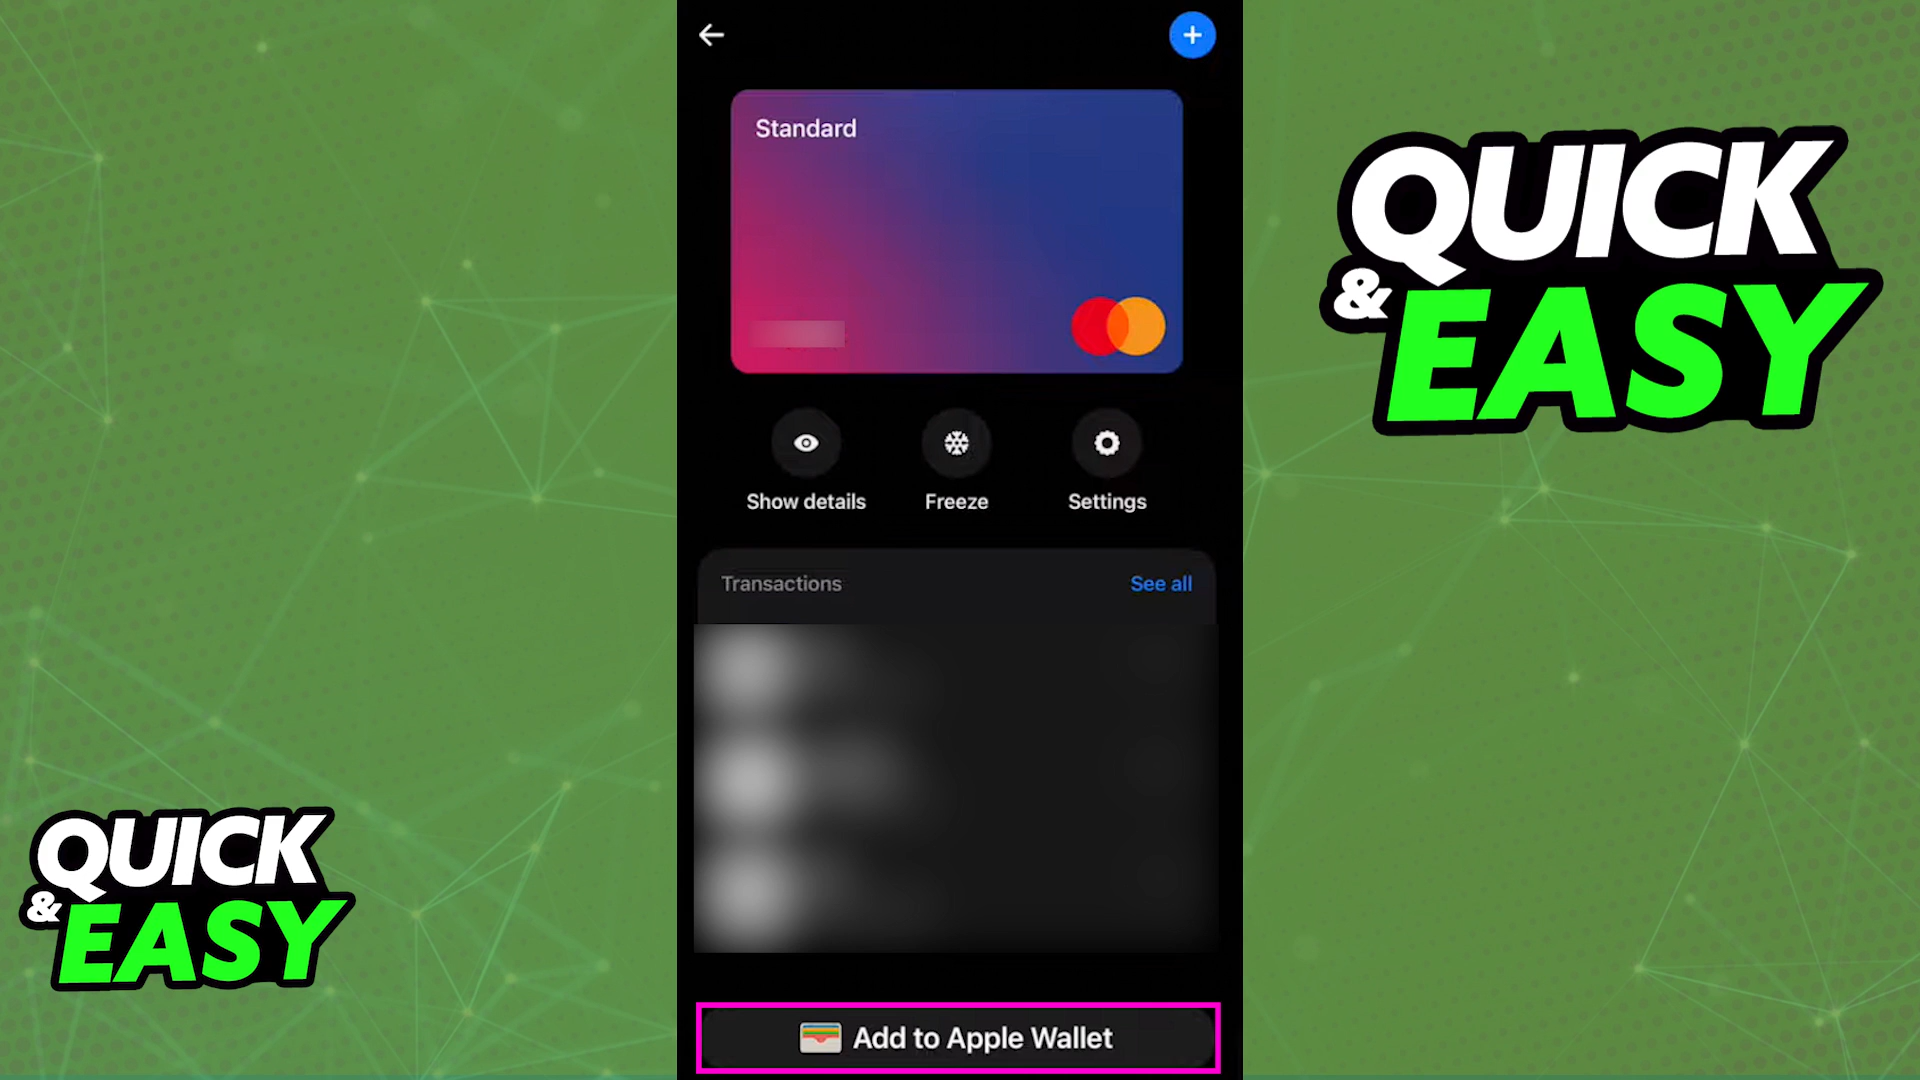 Standard
Show details
Freeze
Settings
Transactions
See all
Add to Apple Wallet
QUICK
& EASY
QUICK
& EASY